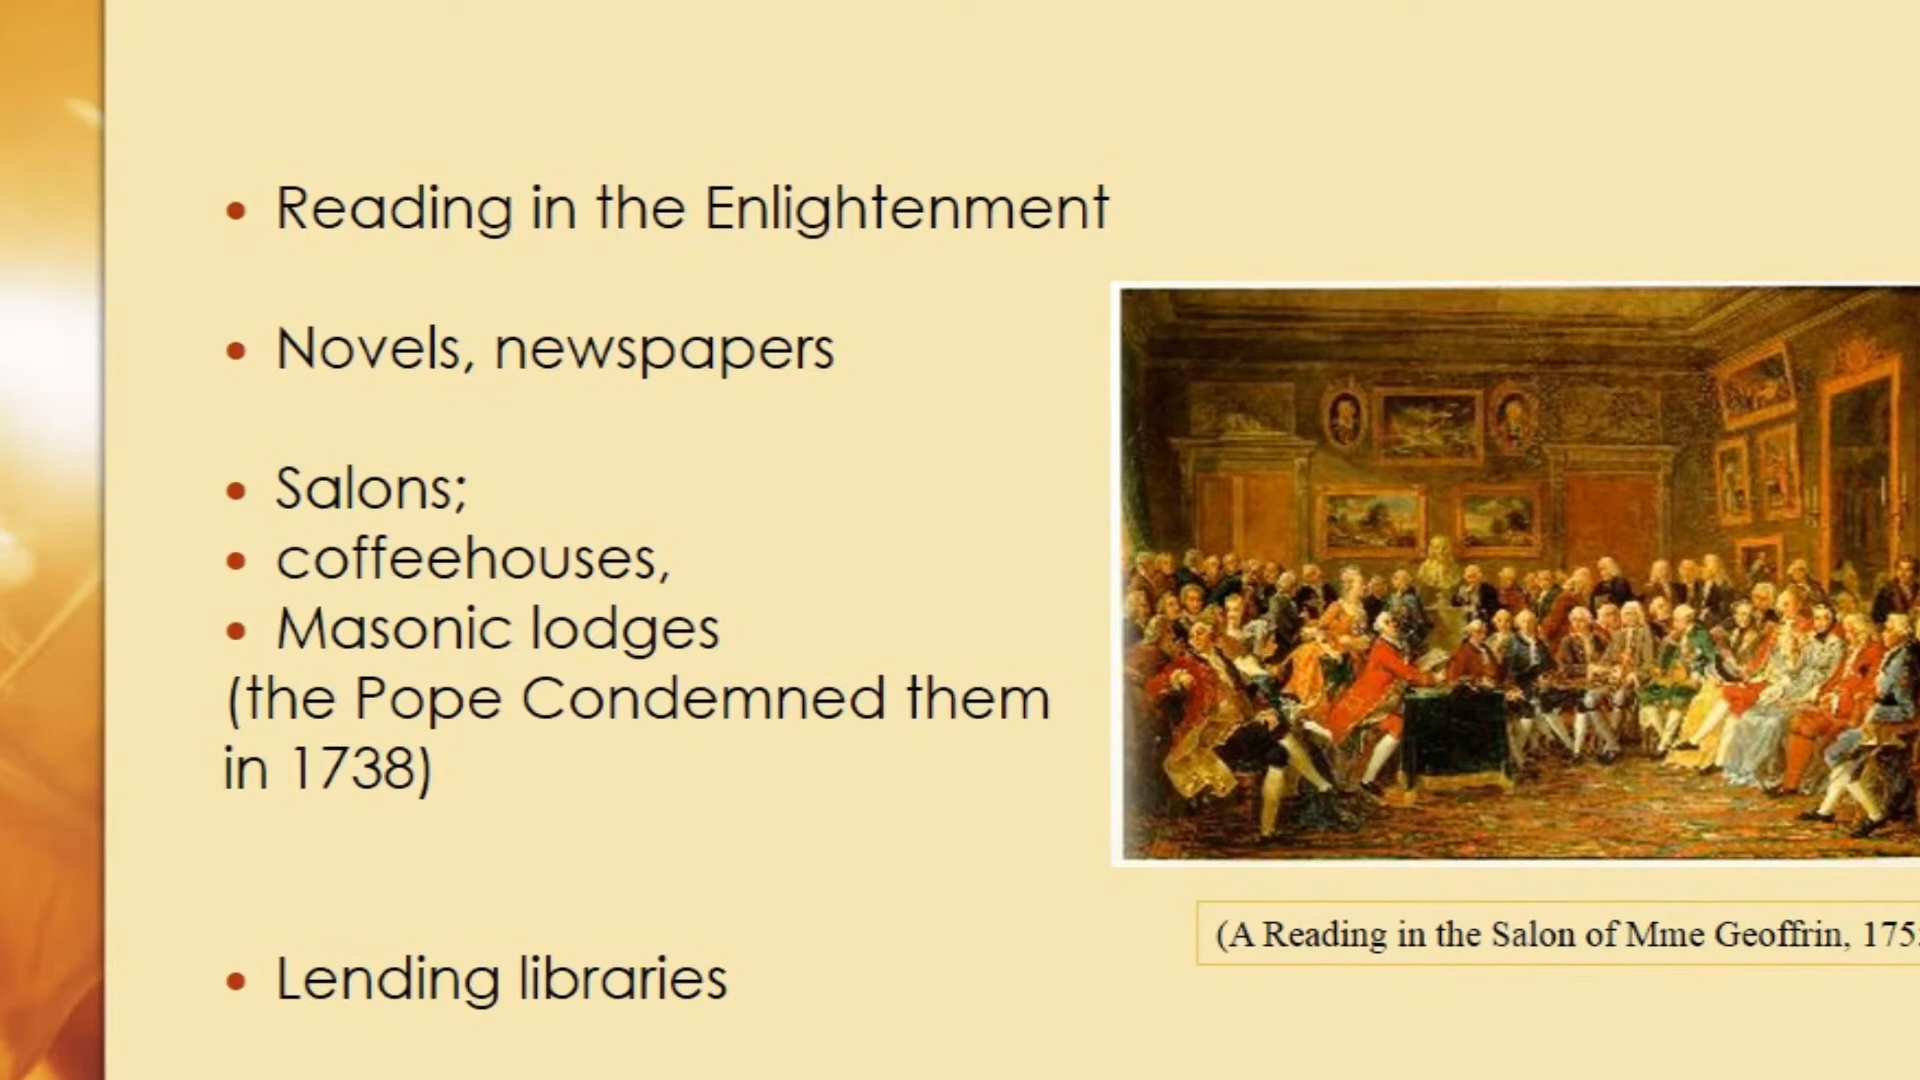 • Reading in the Enlightenment
• Novels, newspapers
• Salons;
• coffeehouses,
• Masonic lodges
(the Pope Condemned them
in 1738)
• Lending libraries
(A Reading in the Salon of Mme Geoffrin,